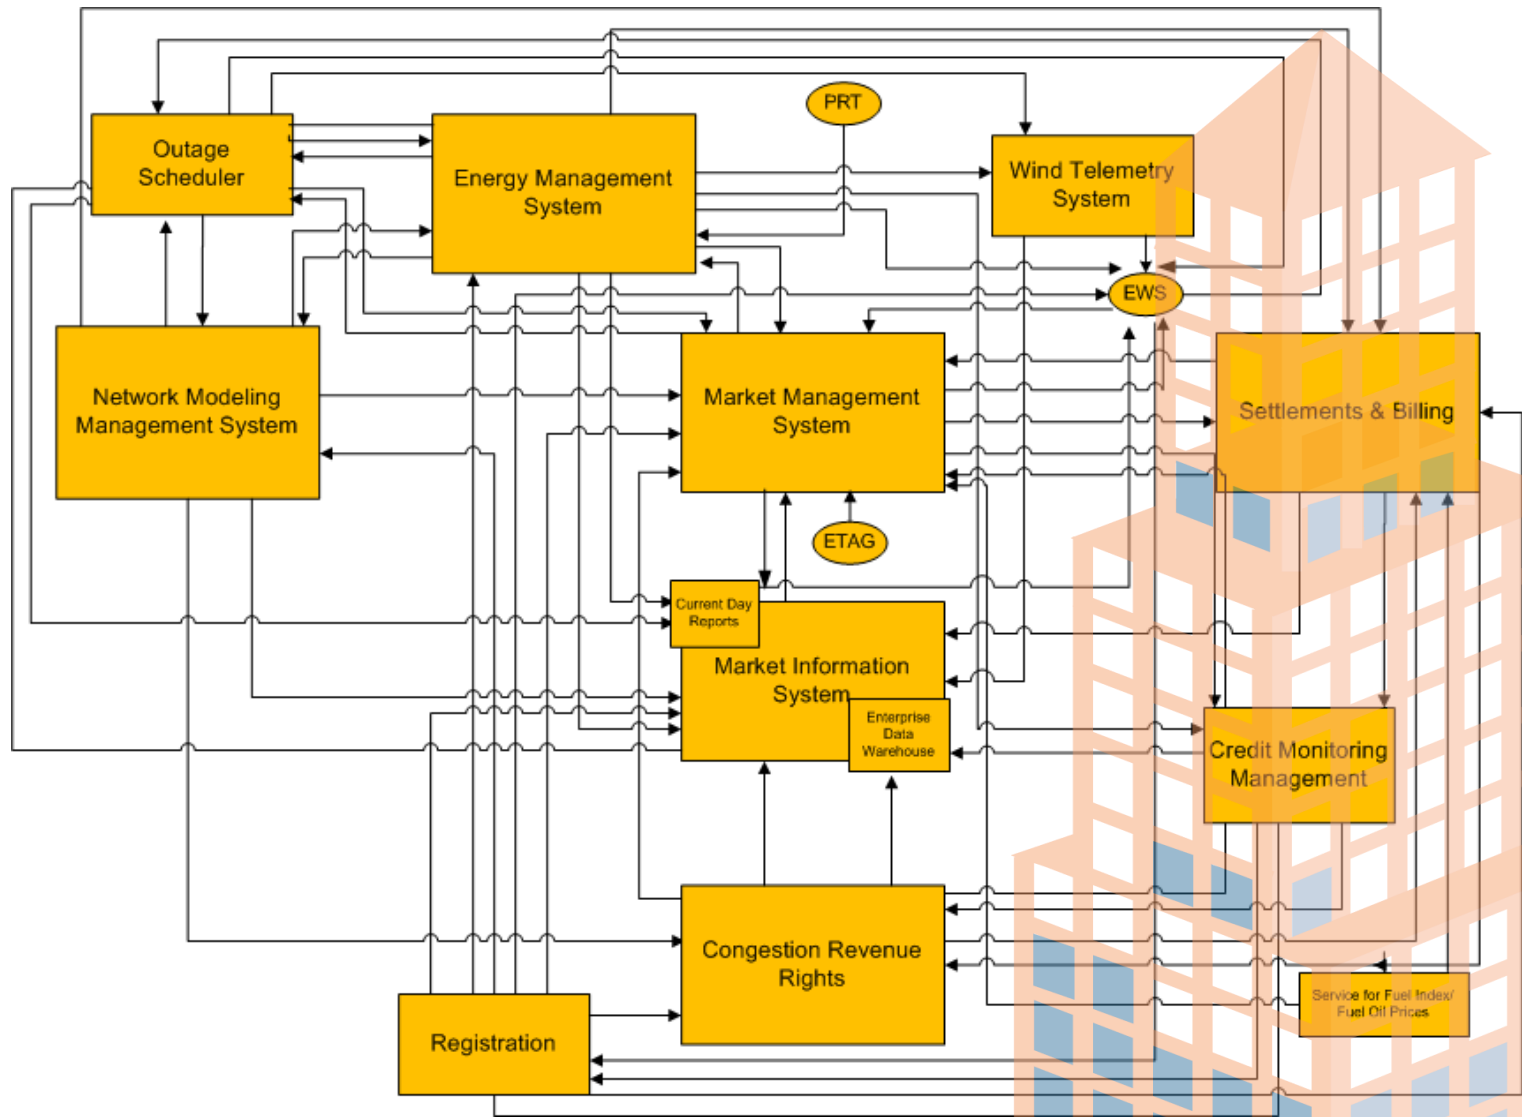 PRT
Outage
Scheduler
Energy Management
System
Wind Telemetry
System
EWS
Network Modeling
Management System
Market Management
System
Settlements & Billing
ETAG
Current Day
Reports
Market Information
System
Enterprise
Data
Warehouse
Credit Monitoring
Management
Congestion Revenue
Rights
Service for Fuel Index/
Fuel Oil Prices
Registration